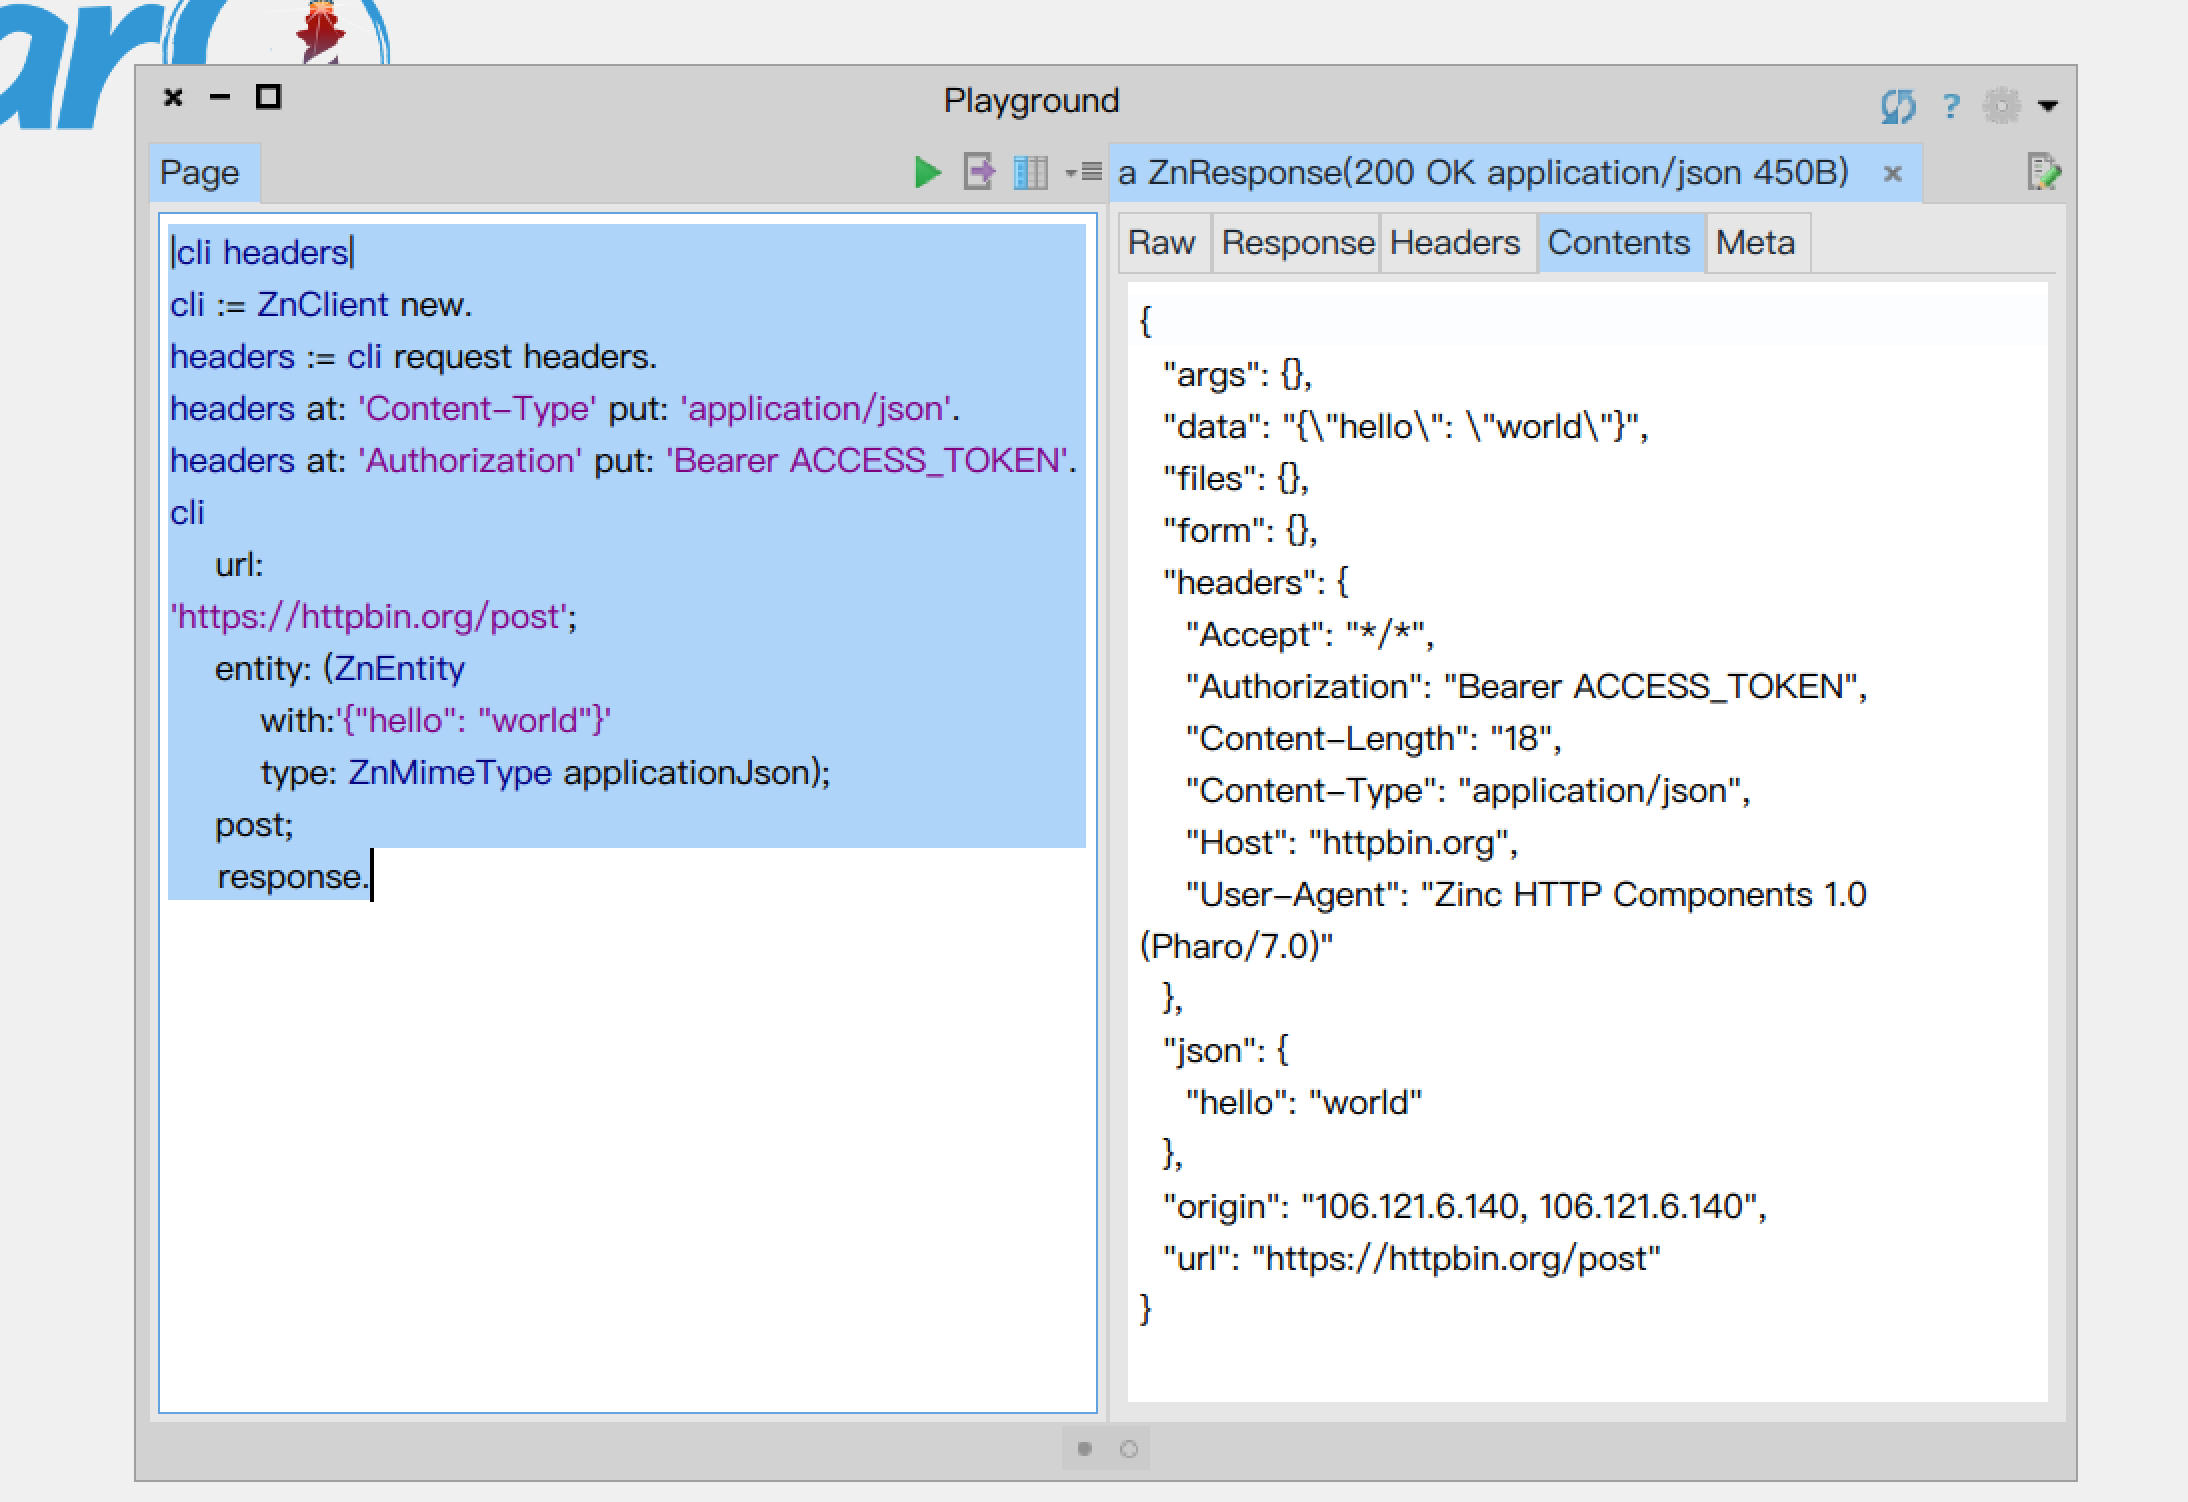 ar
Playground
?
Page
a ZnResponse(200 OK application/json 450B)
Raw Response Headers Contents Meta
|cli headers|
cli := ZnClient new.
headers := cli request headers.
headers at: 'Content-Type' put: 'application/json'.
headers at: 'Authorization' put: 'Bearer ACCESS_TOKEN'.
cli
url:
'https://httpbin.org/post';
entity: (ZnEntity
with:'{"hello": "world"}'
type: ZnMimeType applicationJson);
post;
response.
{
"args": {},
"data": "{\"hello\": \"world\"}",
"files": {},
"form": {},
"headers": {
"Accept": "*/*",
"Authorization": "Bearer ACCESS_TOKEN",
"Content-Length": "18",
"Content-Type": "application/json",
"Host": "httpbin.org",
"User-Agent": "Zinc HTTP Components 1.0
(Pharo/7.0)"
},
"json": {
"hello": "world"
},
"origin": "106.121.6.140, 106.121.6.140",
"url": "https://httpbin.org/post"
}